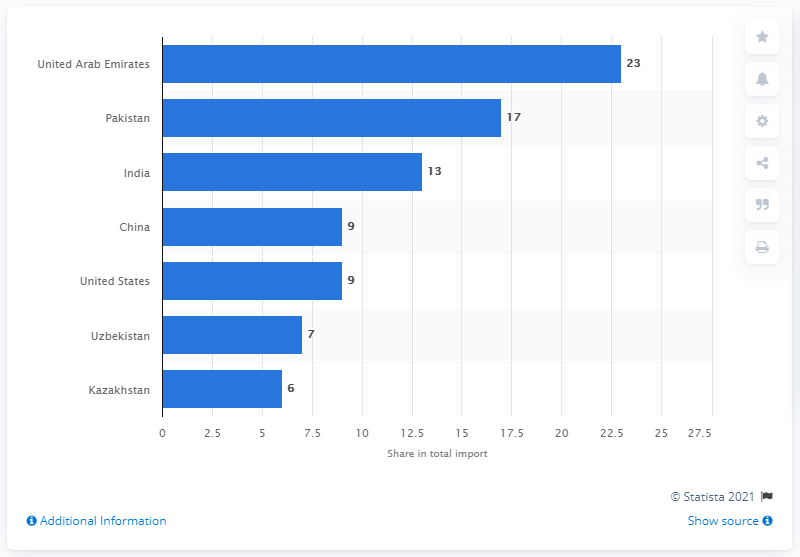 United Arab Emirates 23
Pakistan 17
India 13
China 9
United States 9
Uzbekistan 7
Kazakhstan 6
0 2.5 5 7.5 10 12.5 15 17.5 20 22.5 25 27.5
Share in total import
© Statista 2021
Additional Information Show source